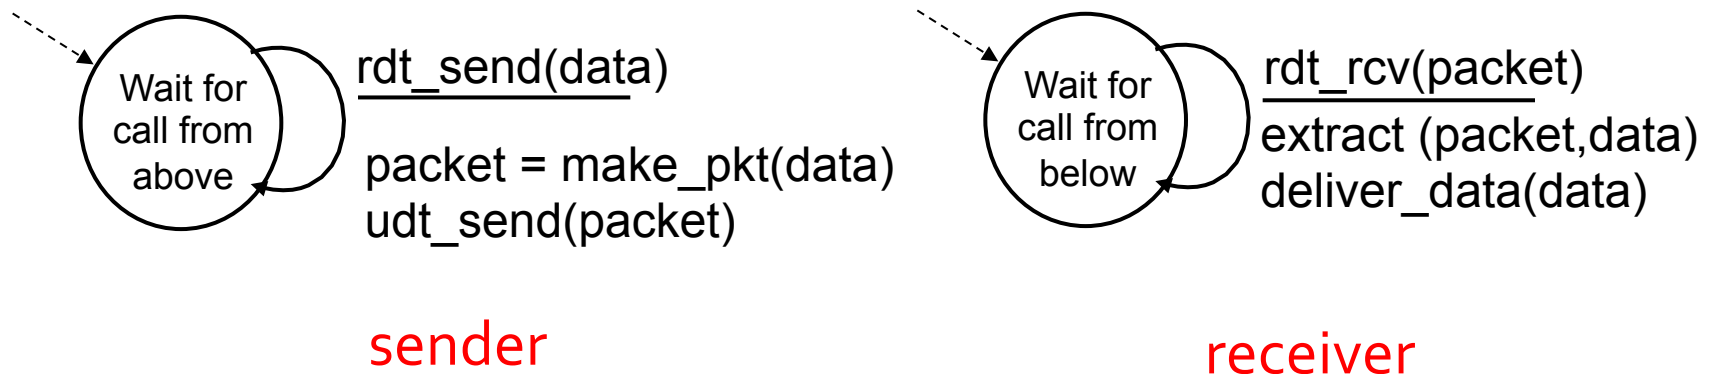 Wait for
call from
above
rdt_send(data)
packet = make_pkt(data)
udt_send(packet)
sender
Wait for
call from
below
rdt_rcv(packet)
extract (packet,data)
deliver_data(data)
receiver